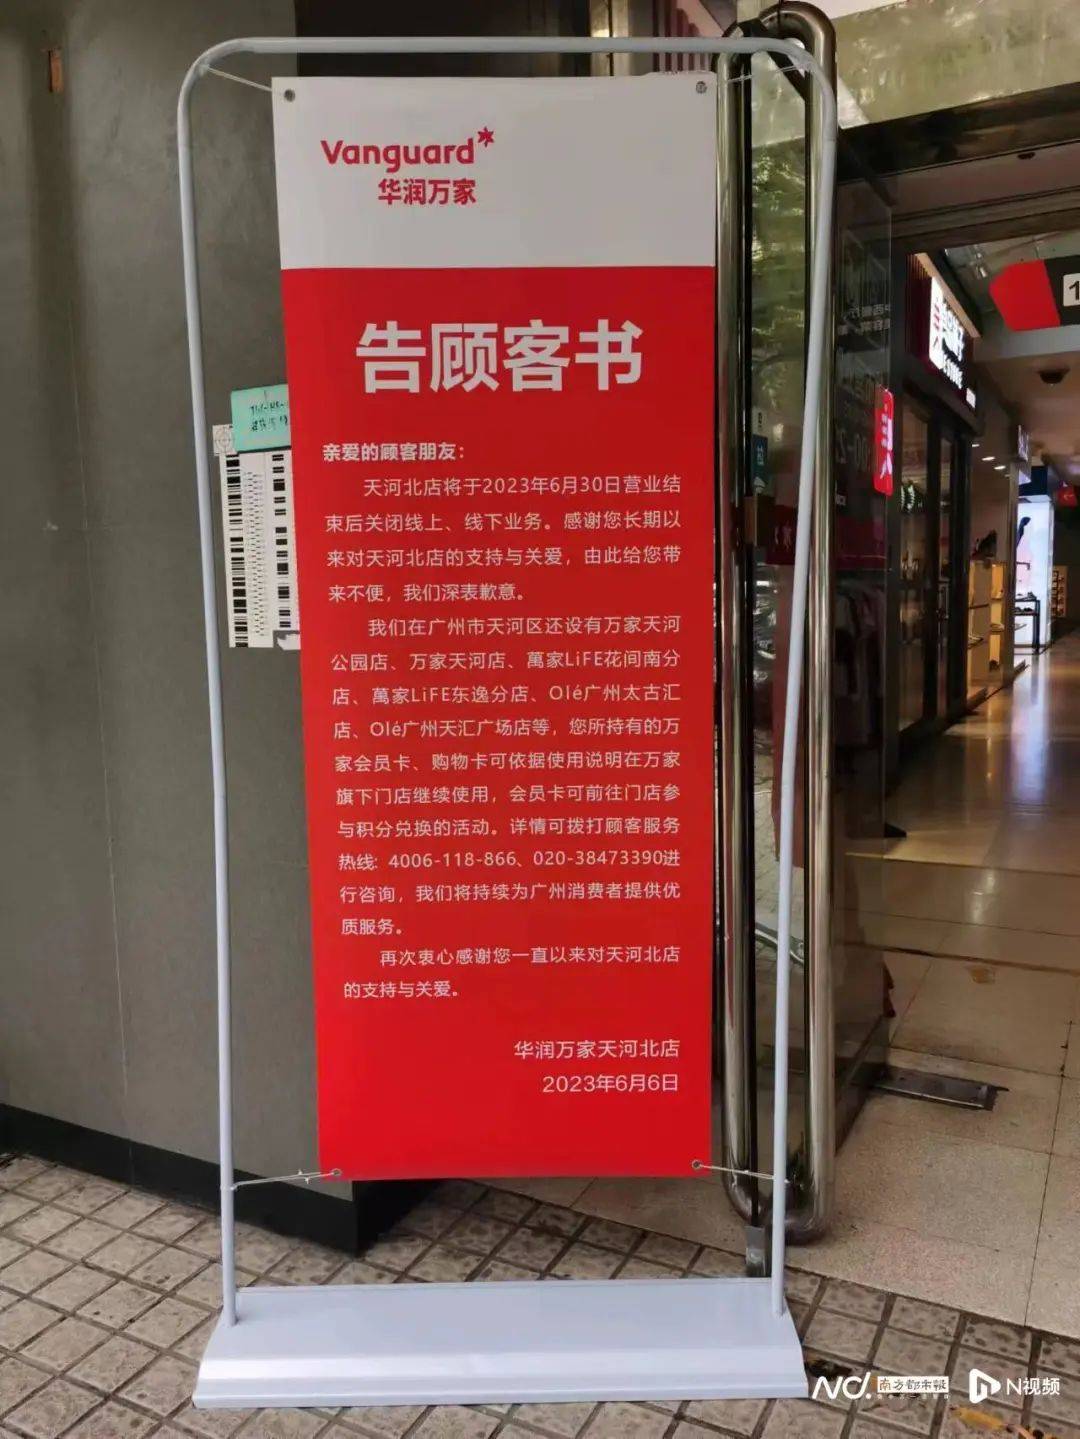 Vanguard
华润万家
告顾客书
亲爱的顾客朋友：
天河北店将于2023年6月30日营业结
束后关闭线上、线下业务。感谢您长期以
来对天河北店的支持与关爱，由此给您带
来不便，我们深表歉意。
我们在广州市天河区还设有万家天河
公园店、万家天河店、萬家LiFE花间南分
店、萬家LiFE东逸分店、Olé广州太古汇
店、Olé广州天汇广场店等，您所持有的万
家会员卡、购物卡可依据使用说明在万家
旗下门店继续使用，会员卡可前往门店参
与积分兑换的活动。详情可拨打顾客服务
热线：4006-118-866、020-38473390进
行咨询，我们将持续为广州消费者提供优
质服务。
再次衷心感谢您一直以来对天河北店
的支持与关爱。
华润万家天河北店
2023年6月6日
1
南方都市报
N视频